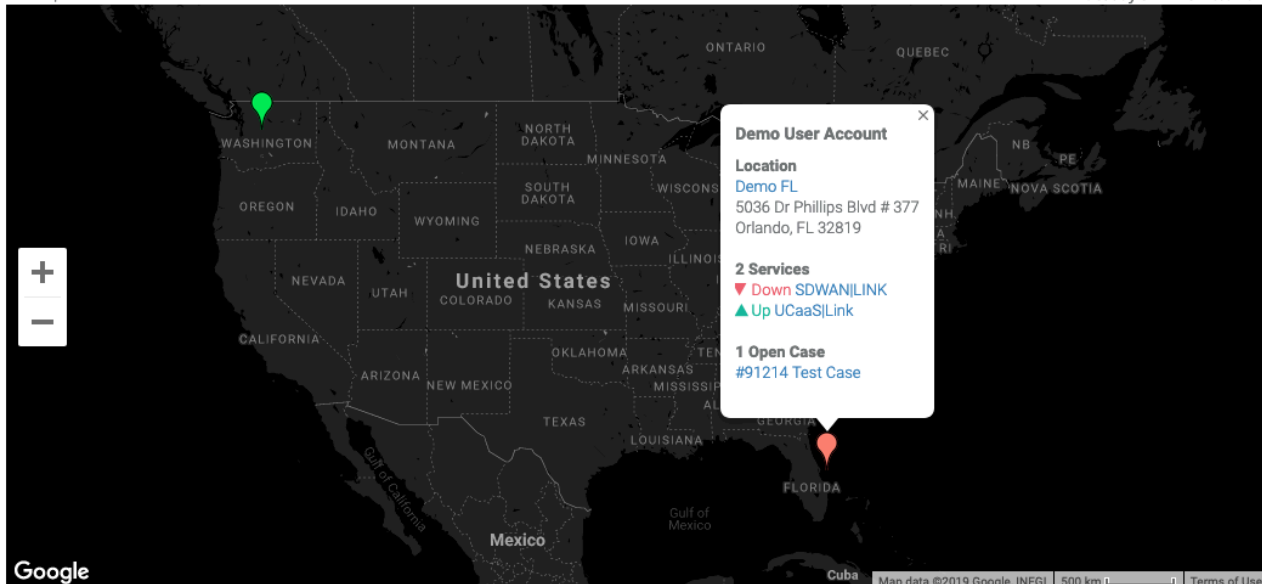 ONTARIO
QUEBEC
WASHINGTON
MONTANA
NORTH
DAKOTA
MINNESOTA
NB
PE
MAINE
NOVA SCOTIA
OREGON
IDAHO
WYOMING
SOUTH
DAKOTA
WISCONS
NH
NEBRASKA
IOWA
ILLINOIS
NEVADA
UTAH
United States
COLORADO
KANSAS
MISSOURI
CALIFORNIA
OKLAHOMA
TEN
ARIZONA
NEW MEXICO
ARKANSAS
MISSISSIP
AL
GEORGIA
TEXAS
LOUISIANA
FLORIDA
Gulf of California
Gulf of
Mexico
Mexico
Cuba
×
Demo User Account
Location
Demo FL
5036 Dr Phillips Blvd # 377
Orlando, FL 32819
2 Services
Down SDWAN|LINK
Up UCaaS|Link
1 Open Case
#91214 Test Case
+
−
Google
Map data ©2019 Google, INEGI
500 km
Terms of Use